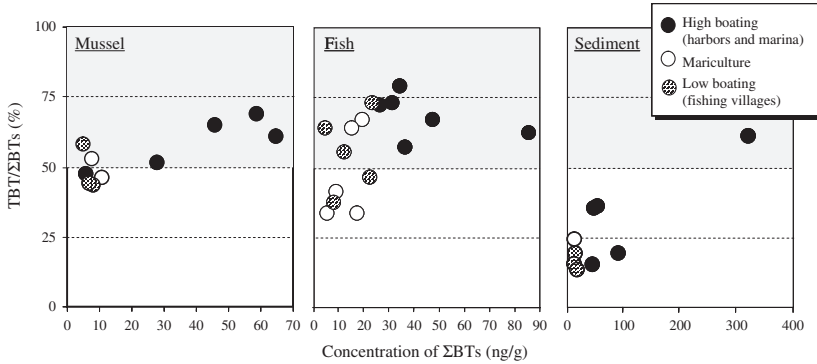 High boating
(harbors and marina)
Mariculture
Low boating
(fishing villages)
Mussel
Fish
Sediment
TBT/ΣBTs (%)
100
75
50
25
0
0 10 20 30 40 50 60 70
0 10 20 30 40 50 60 70 80 90
0 100 200 300 400
Concentration of ΣBTs (ng/g)